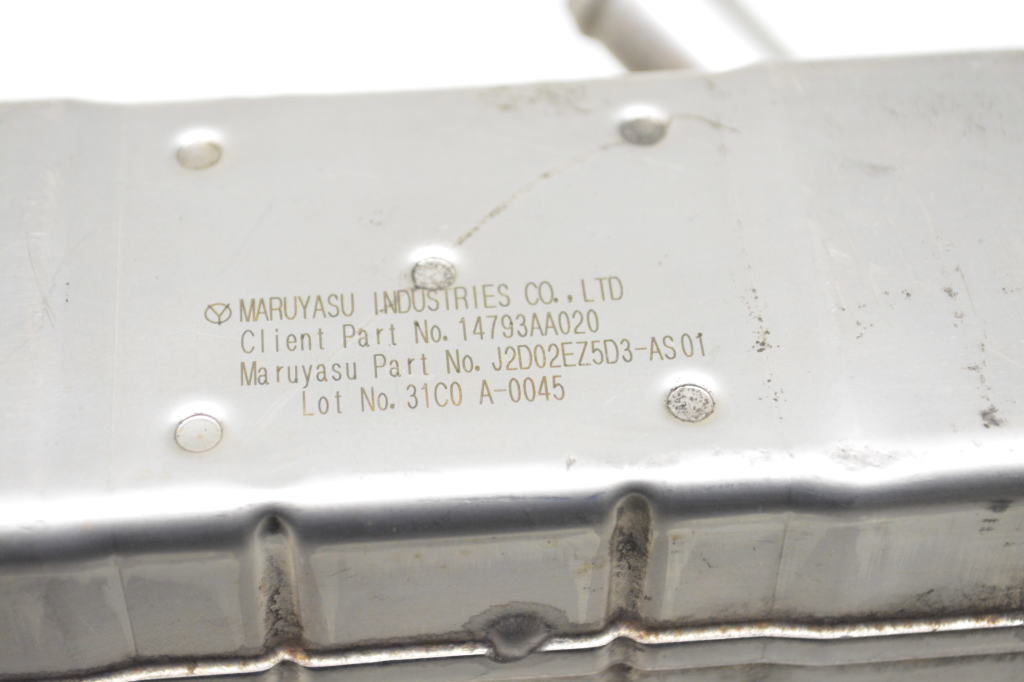 MARUYASU INDUSTRIES CO., LTD
Client Part No. 14793AA020
Maruyasu Part No. J2D02EZ5D3-AS01
Lot No. 31C0 A-0045